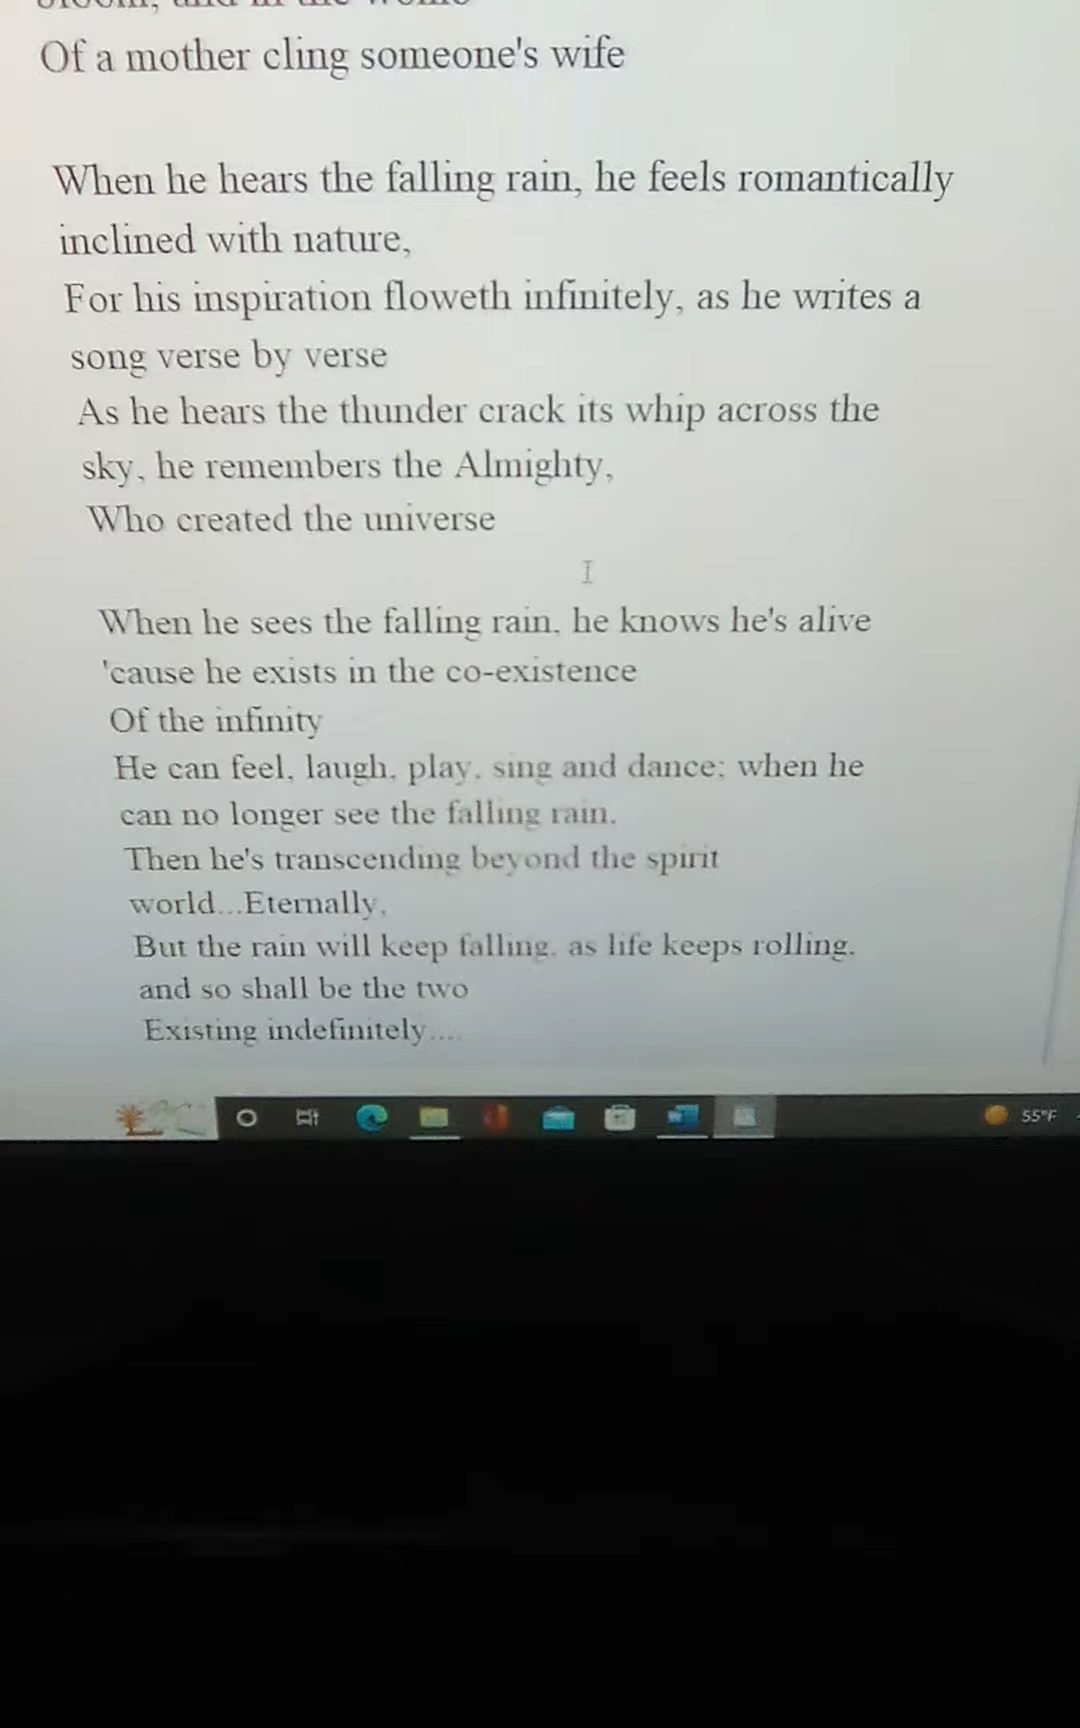 Of a mother cling someone's wife
When he hears the falling rain, he feels romantically
inclined with nature,
For his inspiration floweth infinitely, as he writes a
song verse by verse
As he hears the thunder crack its whip across the
sky, he remembers the Almighty,
Who created the universe
When he sees the falling rain, he knows he's alive
'cause he exists in the co-existence
Of the infinity
He can feel, laugh, play, sing and dance; when he
can no longer see the falling rain,
Then he's transcending beyond the spirit
world...Eternally,
But the rain will keep falling, as life keeps rolling,
and so shall be the two
Existing indefinitely....
55°F